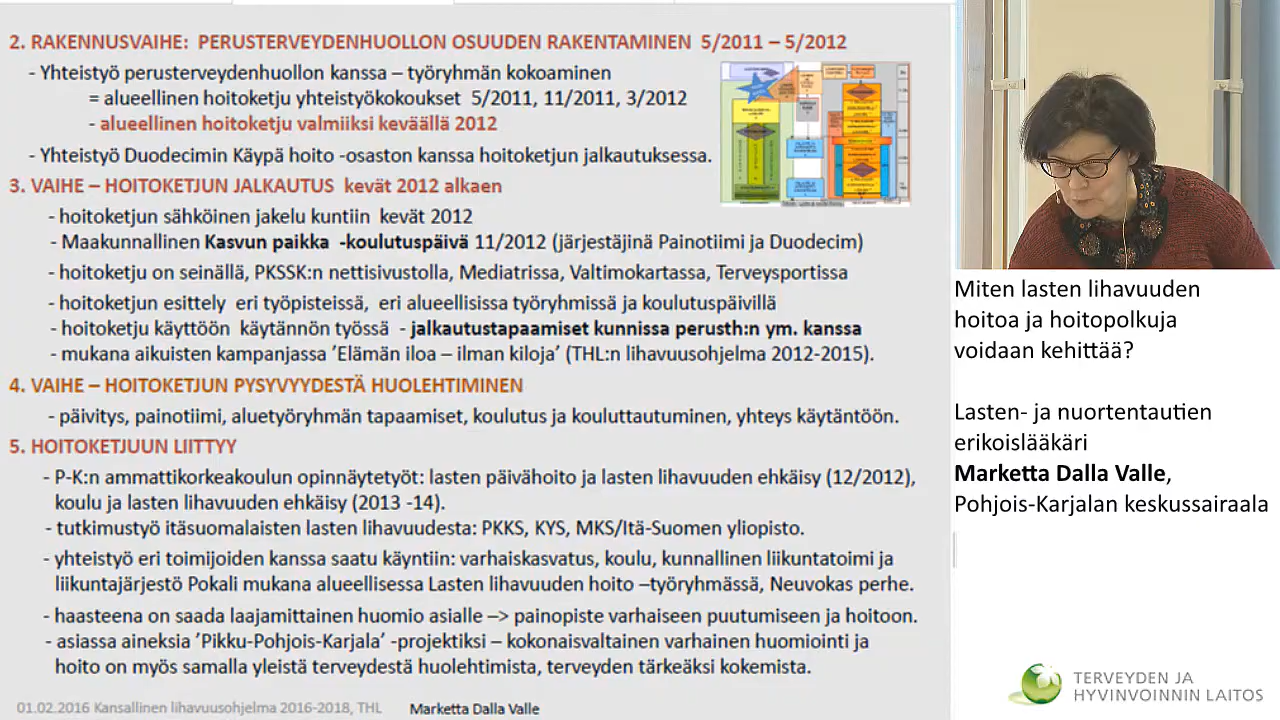 2. RAKENNUSVAIHE: PERUSTERVEYDENHUOLLON OSUUDEN RAKENTAMINEN 5/2011 – 5/2012
- Yhteistyö perusterveydenhuollon kanssa – työryhmän kokoaminen
= alueellinen hoitoketju yhteistyökokoukset 5/2011, 11/2011, 3/2012
- alueellinen hoitoketju valmiiksi keväällä 2012
- Yhteistyö Duodecimin Käypä hoito -osaston kanssa hoitoketjun jalkautuksessa.
3. VAIHE – HOITOKETJUN JALKAUTUS kevät 2012 alkaen
- hoitoketjun sähköinen jakelu kuntiin kevät 2012
- Maakunnallinen Kasvun paikka -koulutuspäivä 11/2012 (järjestäjinä Painotiimi ja Duodecim)
- hoitoketju on seinällä, PKSSK:n nettisivustolla, Mediatrissa, Valtimokartassa, Terveysportissa
- hoitoketjun esittely eri työpisteissä, eri alueellisissa työryhmissä ja koulutuspäivillä
- hoitoketju käyttöön käytännön työssä - jalkautustapaamiset kunnissa perusth:n ym. kanssa
- mukana aikuisten kampanjassa ’Elämän iloa – ilman kiloja’ (THL:n lihavuusohjelma 2012-2015).
4. VAIHE – HOITOKETJUN PYSYVYYDESTÄ HUOLEHTIMINEN
- päivitys, painotiimi, aluetyöryhmän tapaamiset, koulutus ja kouluttautuminen, yhteys käytäntöön.
5. HOITOKETJUUN LIITTYY
- P-K:n ammattikorkeakoulun opinnäytetyöt: lasten päivähoito ja lasten lihavuuden ehkäisy (12/2012),
koulu ja lasten lihavuuden ehkäisy (2013 -14).
- tutkimustyö itäsuomalaisten lasten lihavuudesta: PKKS, KYS, MKS/Itä-Suomen yliopisto.
- yhteistyö eri toimijoiden kanssa saatu käyntiin: varhaiskasvatus, koulu, kunnallinen liikuntatoimi ja
liikuntajärjestö Pokali mukana alueellisessa Lasten lihavuuden hoito –työryhmässä, Neuvokas perhe.
- haasteena on saada laajamittainen huomio asialle –> painopiste varhaiseen puutumiseen ja hoitoon.
- asiassa aineksia ’Pikku-Pohjois-Karjala’ -projektiksi – kokonaisvaltainen varhainen huomiointi ja
hoito on myös samalla yleistä terveydestä huolehtimista, terveyden tärkeäksi kokemista.
01.02.2016 Kansallinen lihavuusohjelma 2016-2018, THL Marketta Dalla Valle
Miten lasten lihavuuden
hoitoa ja hoitopolkuja
voidaan kehittää?
Lasten- ja nuortentautien
erikoislääkäri
Marketta Dalla Valle,
Pohjois-Karjalan keskussairaala
TERVEYDEN JA
HYVINVOINNIN LAITOS